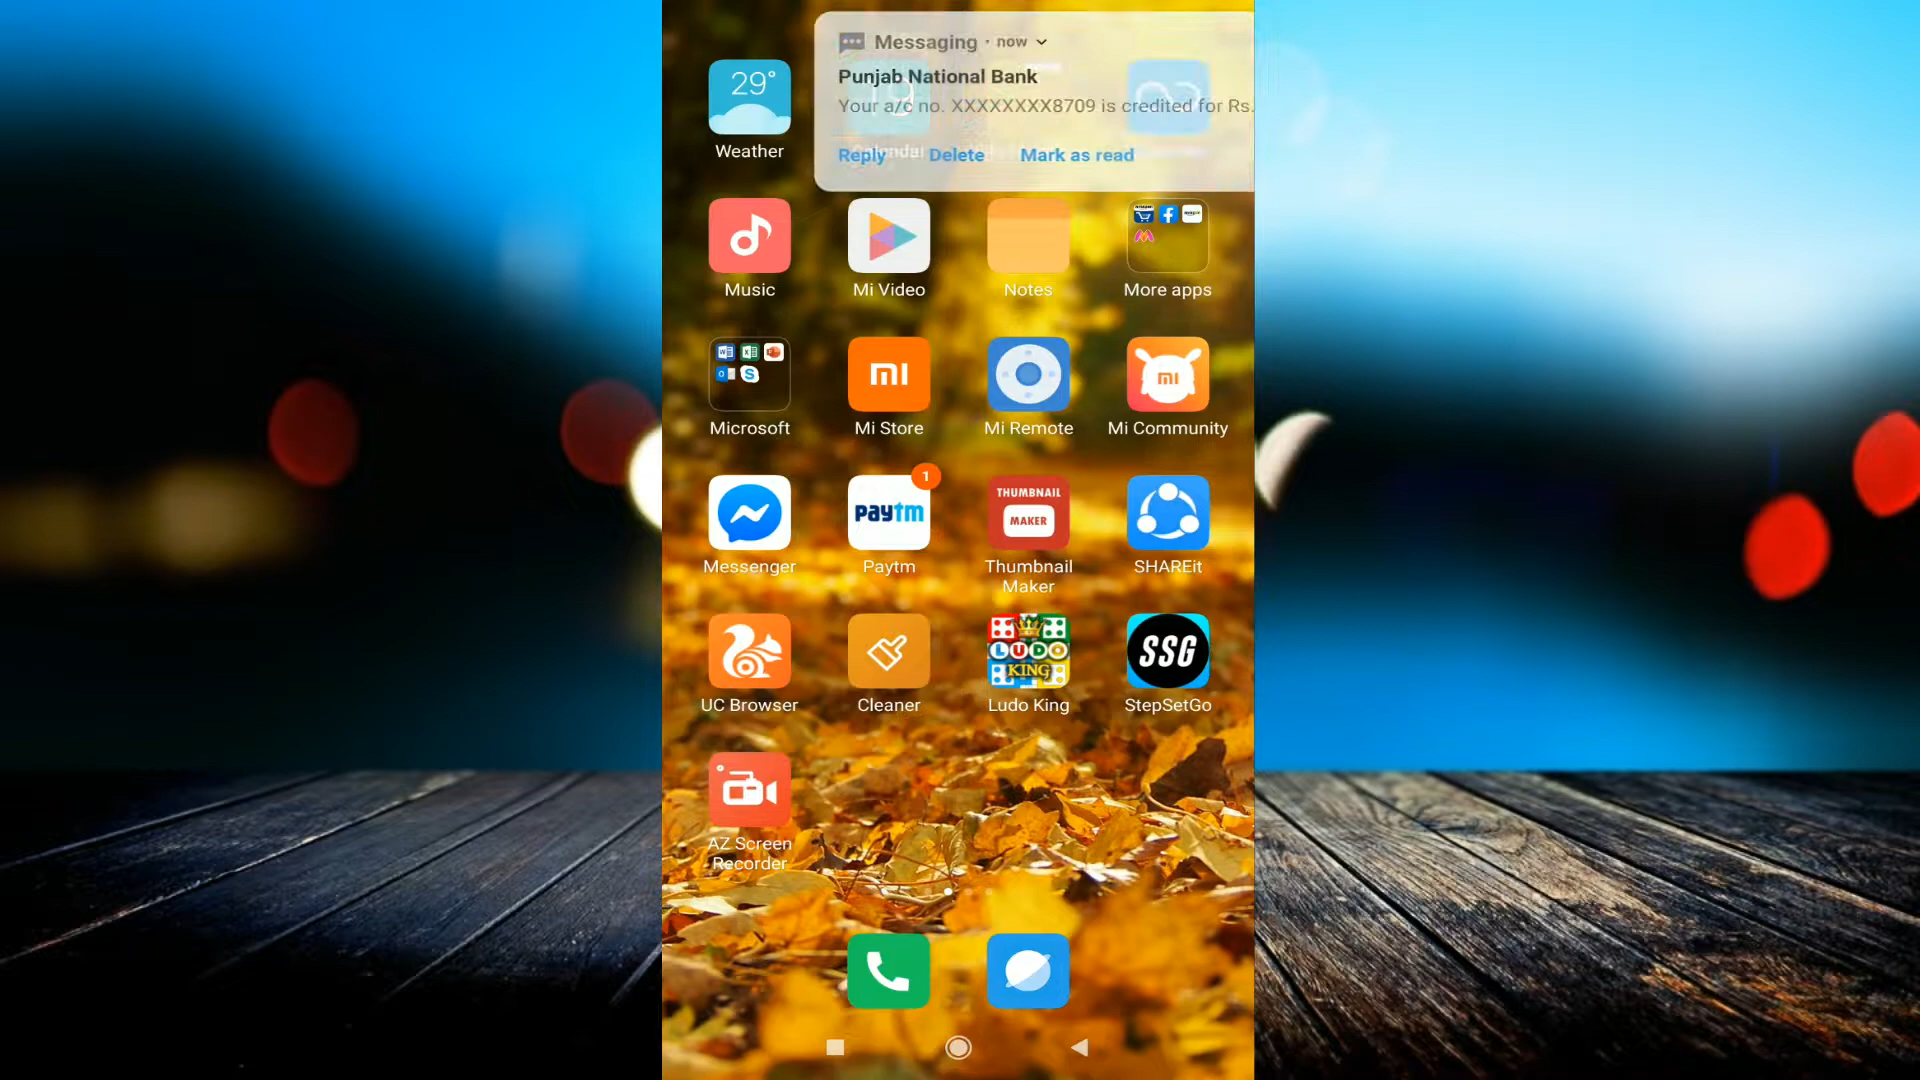 Messaging · now
Punjab National Bank
Your a/c no. XXXXXXXX8709 is credited for Rs.
Reply Delete Mark as read
29°
19
Weather Calendar
Music Mi Video Notes More apps
Microsoft Mi Store Mi Remote Mi Community
1
paytm
THUMBNAIL
MAKER
Messenger Paytm Thumbnail Maker SHAREit
LUDO
KING
SSG
UC Browser Cleaner Ludo King StepSetGo
AZ Screen
Recorder